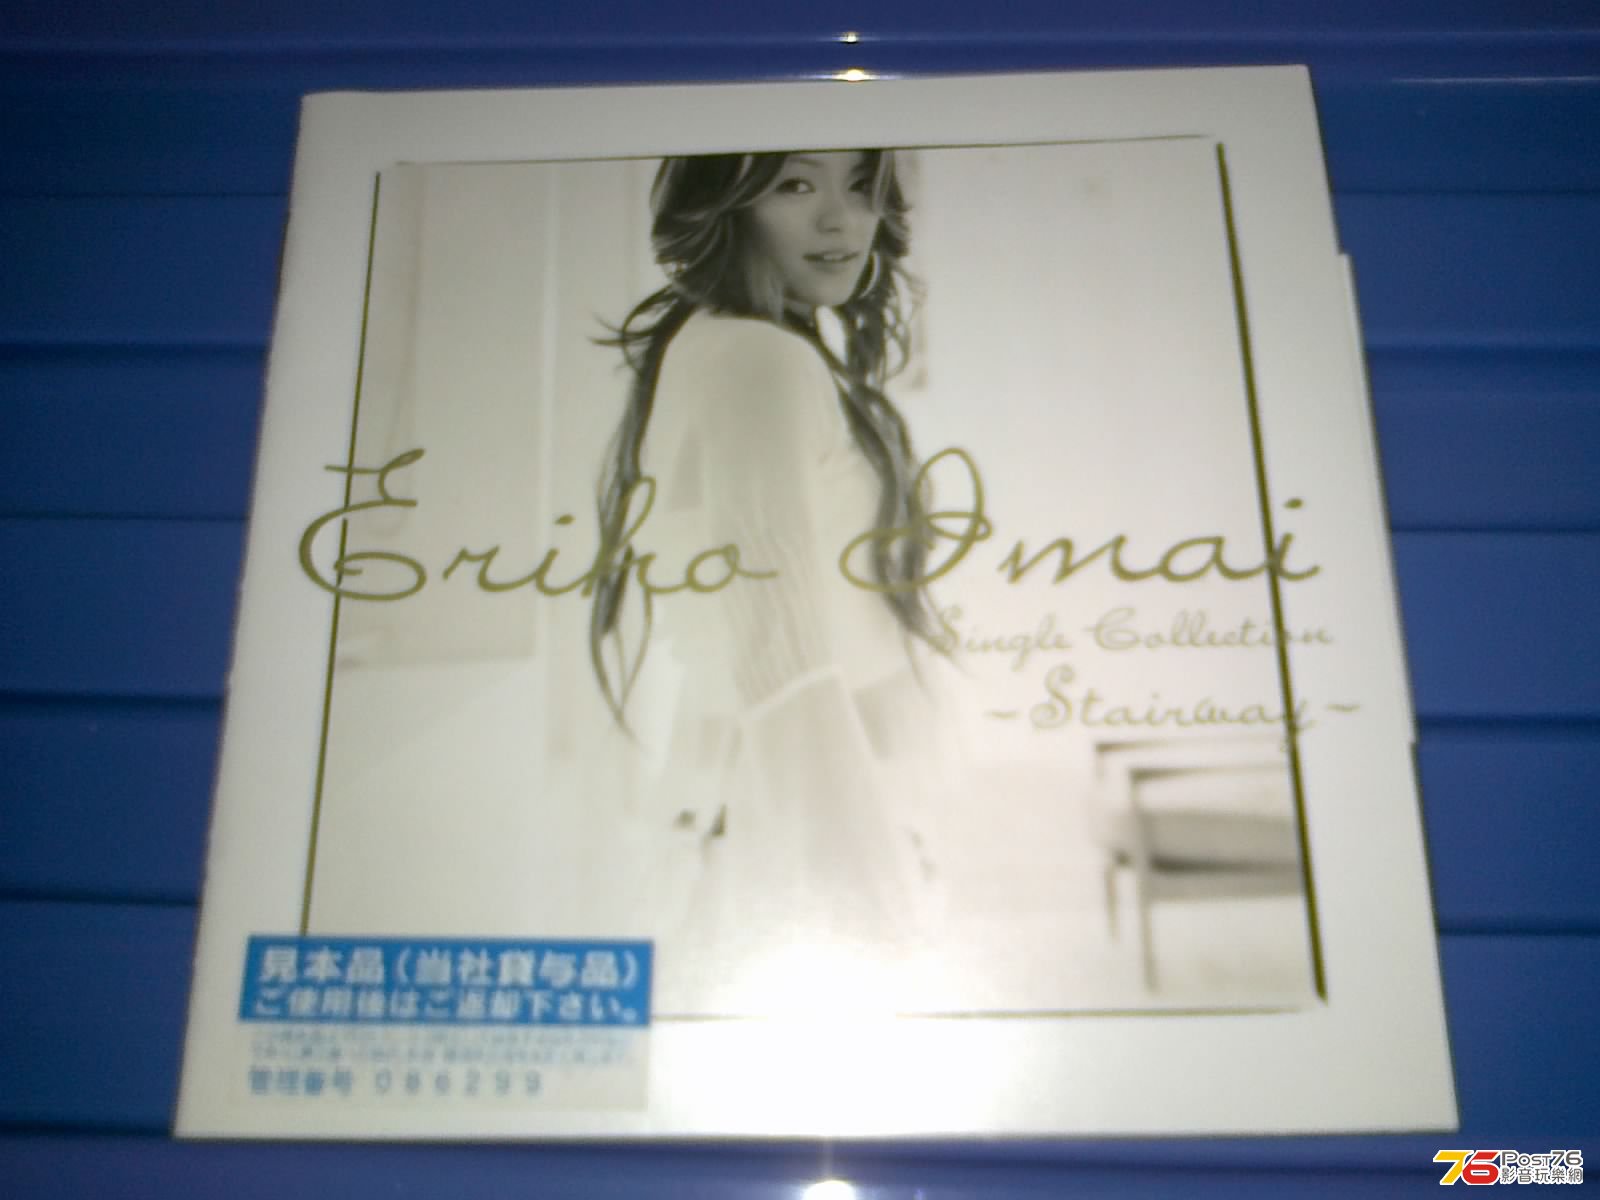 Eriko Imai
Single Collection
~Stairway~
見本品(当社貸与品)
ご使用後はご返却下さい。
管理番号 086299
Post76
影音玩樂網